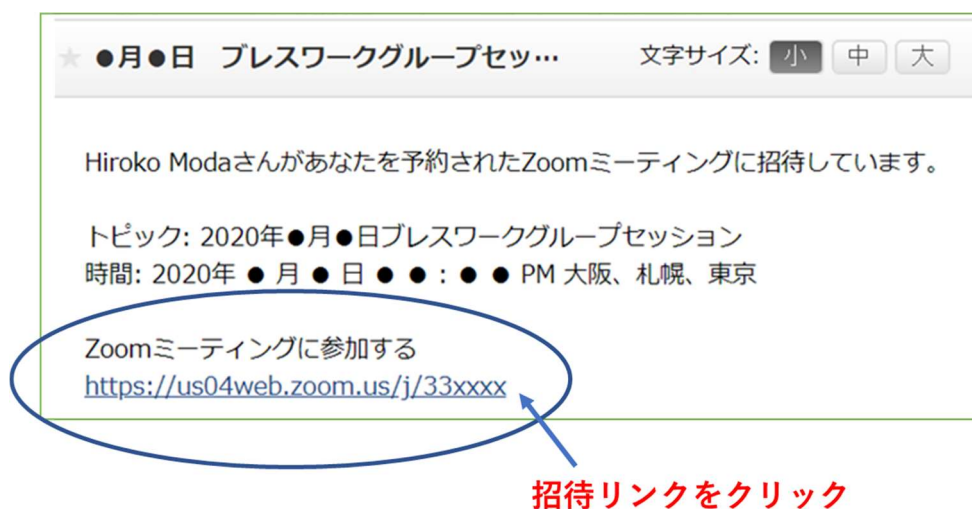 ★ ●月●日　ブレスワークグループセッ…　文字サイズ: 小 中 大
Hiroko Modaさんがあなたを予約されたZoomミーティングに招待しています。
トピック: 2020年●月●日ブレスワークグループセッション
時間: 2020年 ● 月 ● 日 ● ● : ● ● PM 大阪、札幌、東京
Zoomミーティングに参加する
https://us04web.zoom.us/j/33xxxx
招待リンクをクリック